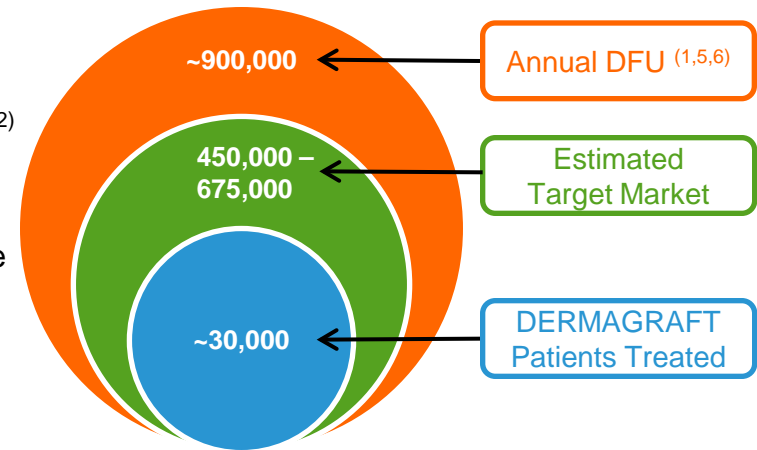 ~900,000
Annual DFU (1,5,6)
2)
450,000 –
675,000
Estimated
Target Market
e
~30,000
DERMAGRAFT
Patients Treated